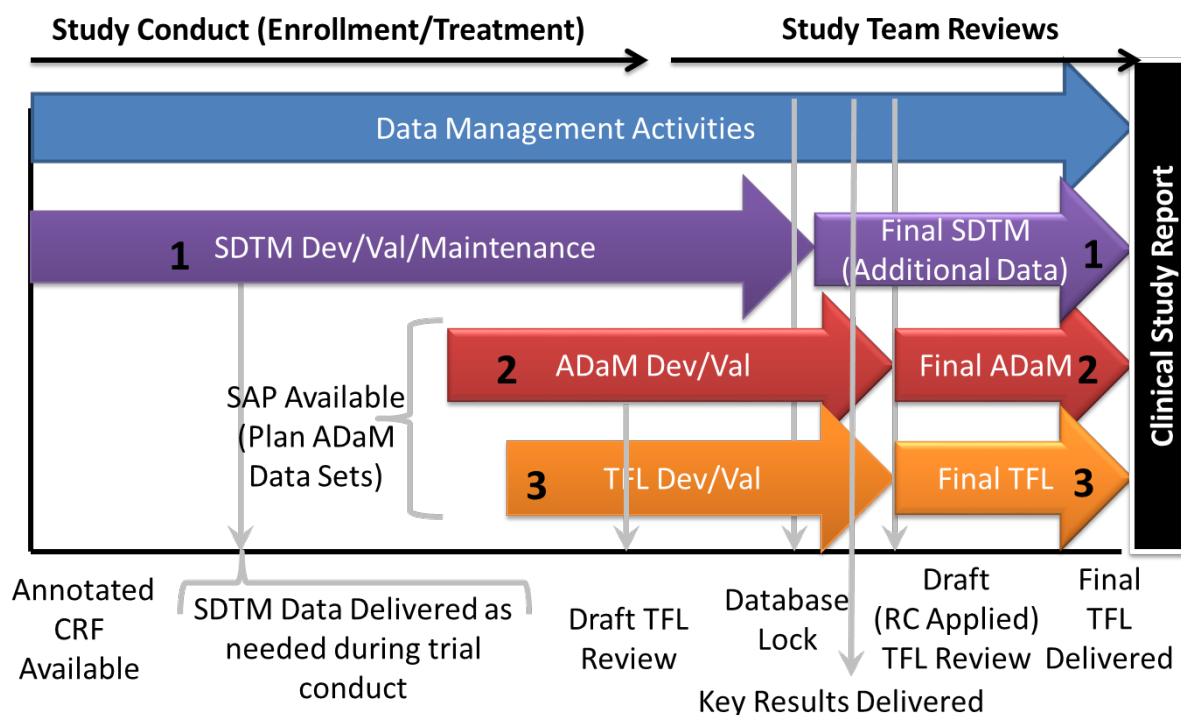 Study Conduct (Enrollment/Treatment)
Study Team Reviews
Data Management Activities
1 SDTM Dev/Val/Maintenance
Final SDTM
(Additional Data) 1
2 ADaM Dev/Val
Final ADaM 2
SAP Available
(Plan ADaM
Data Sets)
3 TFL Dev/Val
Final TFL 3
Clinical Study Report
Annotated
CRF
Available
SDTM Data Delivered as
needed during trial
conduct
Draft TFL
Review
Database
Lock
Key Results Delivered
Draft
(RC Applied)
TFL Review
Final
TFL
Delivered